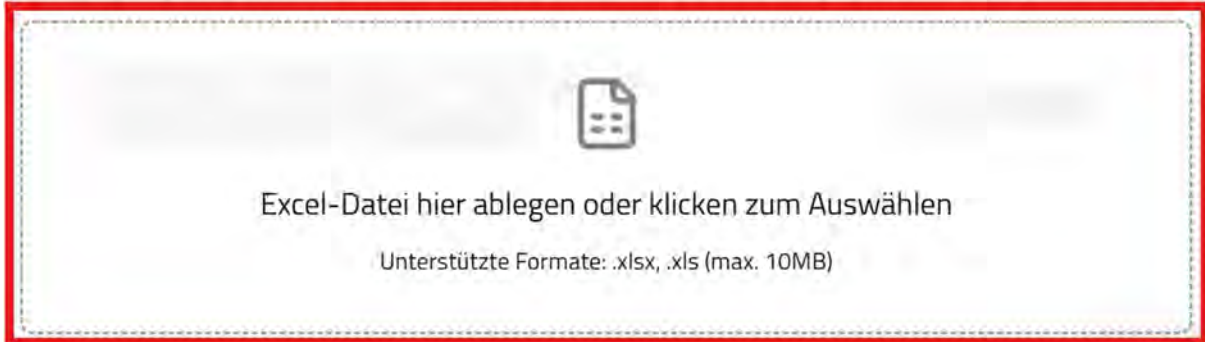 Excel-Datei hier ablegen oder klicken zum Auswählen
Unterstützte Formate: .xlsx, .xls (max. 10MB)